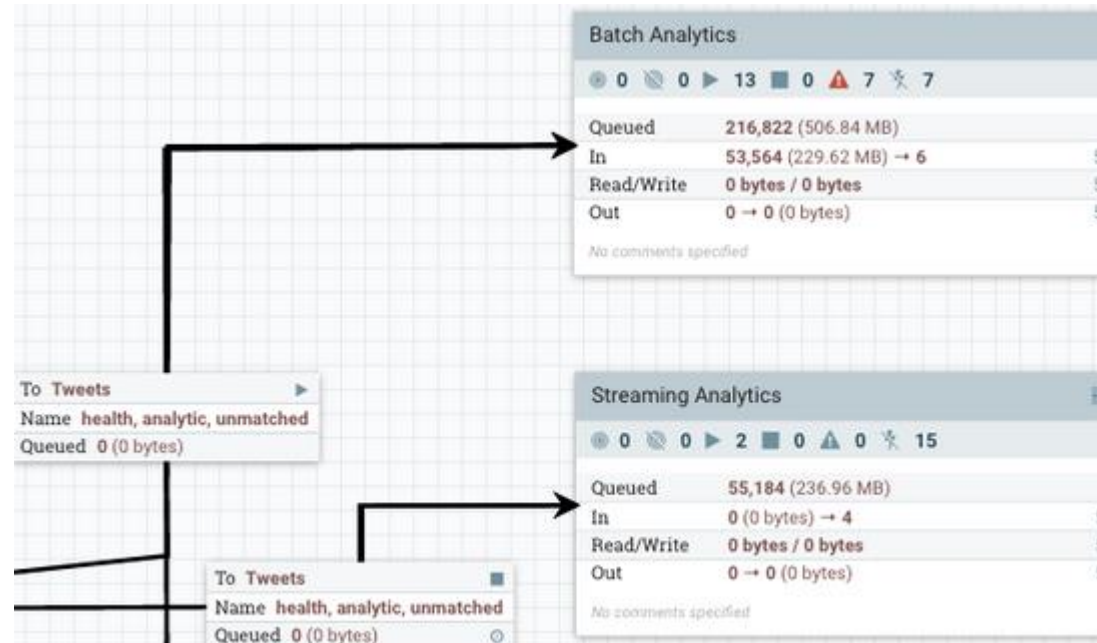 Batch Analytics
0 0 13 0 7 7
Queued 216,822 (506.84 MB)
In 53,564 (229.62 MB) → 6
Read/Write 0 bytes / 0 bytes
Out 0 → 0 (0 bytes)
No comments specified
To Tweets
Name health, analytic, unmatched
Queued 0 (0 bytes)
Streaming Analytics
0 0 2 0 0 15
Queued 55,184 (236.96 MB)
In 0 (0 bytes) → 4
Read/Write 0 bytes / 0 bytes
Out 0 → 0 (0 bytes)
No comments specified
To Tweets
Name health, analytic, unmatched
Queued 0 (0 bytes)